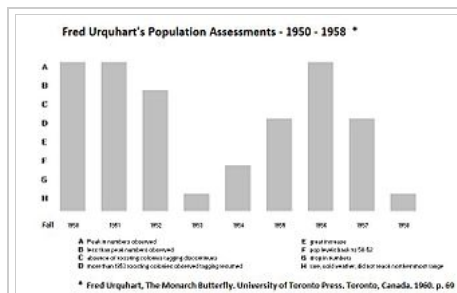 Fred Urquhart's Population Assessments - 1950 - 1958 *
A
B
C
D
E
F
G
H
Fall 1950 1951 1952 1953 1954 1955 1956 1957 1958
A Peak in numbers observed
B less than peak numbers observed
C absence of roosting colonies tagging discontinues
D more than 1953 roosting colonies observed tagging resumed
E great increase
F pop levels back to 50-52
G drop in numbers
H rare, cold weather, did not reach northernmost range
* Fred Urquhart, The Monarch Butterfly. University of Toronto Press. Toronto, Canada. 1960. p. 69